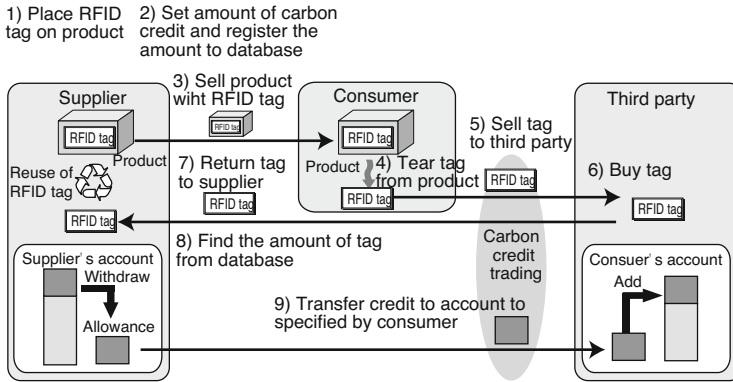 1) Place RFID
tag on product
2) Set amount of carbon
credit and register the
amount to database
3) Sell product
wiht RFID tag
Supplier
Consumer
Third party
RFID tag
RFID tag
RFID tag
Product
5) Sell tag
to third party
Reuse of
RFID tag
7) Return tag
to supplier
Product
4) Tear tag
from product
6) Buy tag
RFID tag
RFID tag
RFID tag
RFID tag
RFID tag
8) Find the amount of tag
from database
Carbon
credit
trading
Supplier's account
Withdraw
Allowance
Consuer's account
Add
9) Transfer credit to account to
specified by consumer